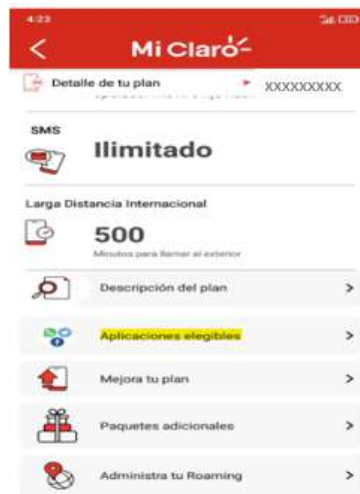 4:23
5G
Mi Claro
Detalle de tu plan
XXXXXXXXX
SMS
Ilimitado
Larga Distancia Internacional
500
Minutos para llamar al exterior
Descripción del plan
Aplicaciones elegibles
Mejora tu plan
Paquetes adicionales
Administra tu Roaming